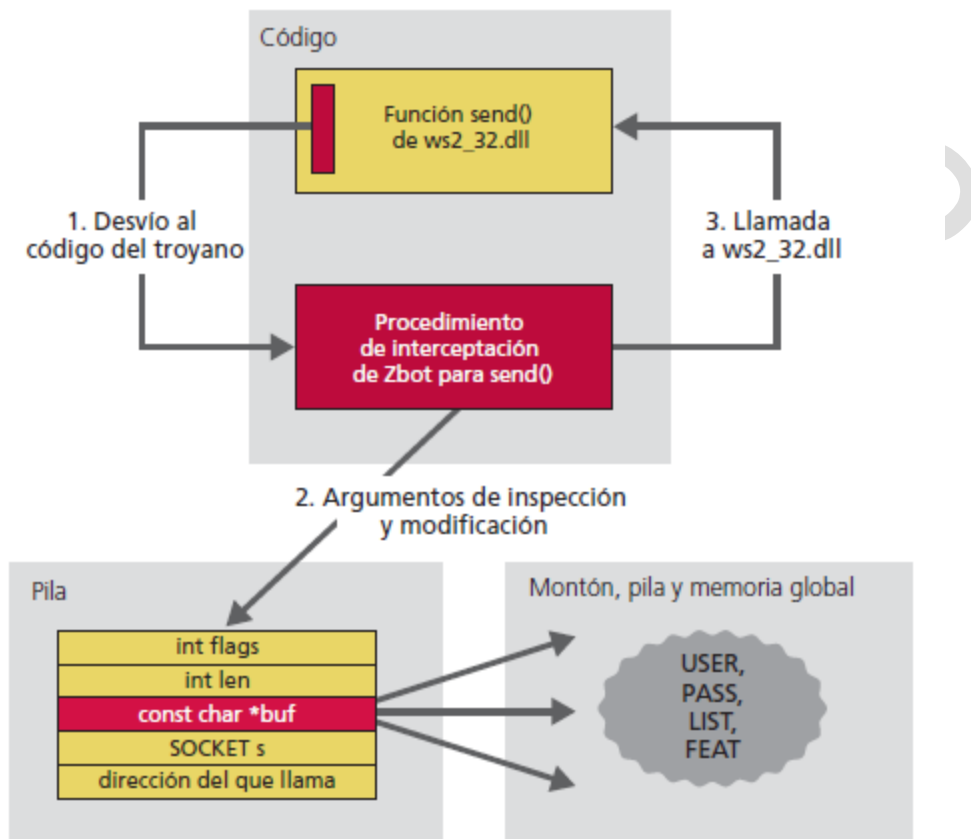 Código
Función send()
de ws2_32.dll
1. Desvío al
código del troyano
3. Llamada
a ws2_32.dll
Procedimiento
de interceptación
de Zbot para send()
2. Argumentos de inspección
y modificación
Pila
int flags
int len
const char *buf
SOCKET s
dirección del que llama
Montón, pila y memoria global
USER,
PASS,
LIST,
FEAT